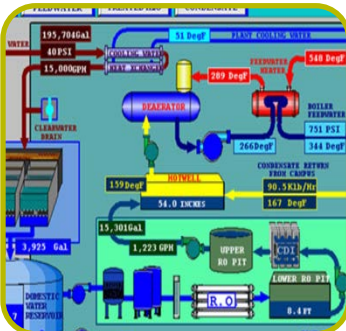 FEEDWATER TREATED H2O CONDENSATE
195,704Gal
51 DegF PLANT COOLING WATER
WATER
40PSI
COOLING WATER
HEAT EXCHANGER
15,000GPH
FEEDWATER
HEATER
548 DegF
289 DegF
DEAERATOR
CLEARWATER
DRAIN
BOILER
FEEDWATER
751 PSI
266DegF
344 DegF
HOTWELL
CONDENSATE RETURN
FROM CAMPUS
159DegF
90.5Klb/Hr
54.0 INCHES
167 DegF
15,301Gal
3,925 Gal
1,223 GPH
UPPER
RO PIT
CDI
LOWER RO PIT
DOMESTIC
WATER
RESERVOIR
R.O
8.4FT
7